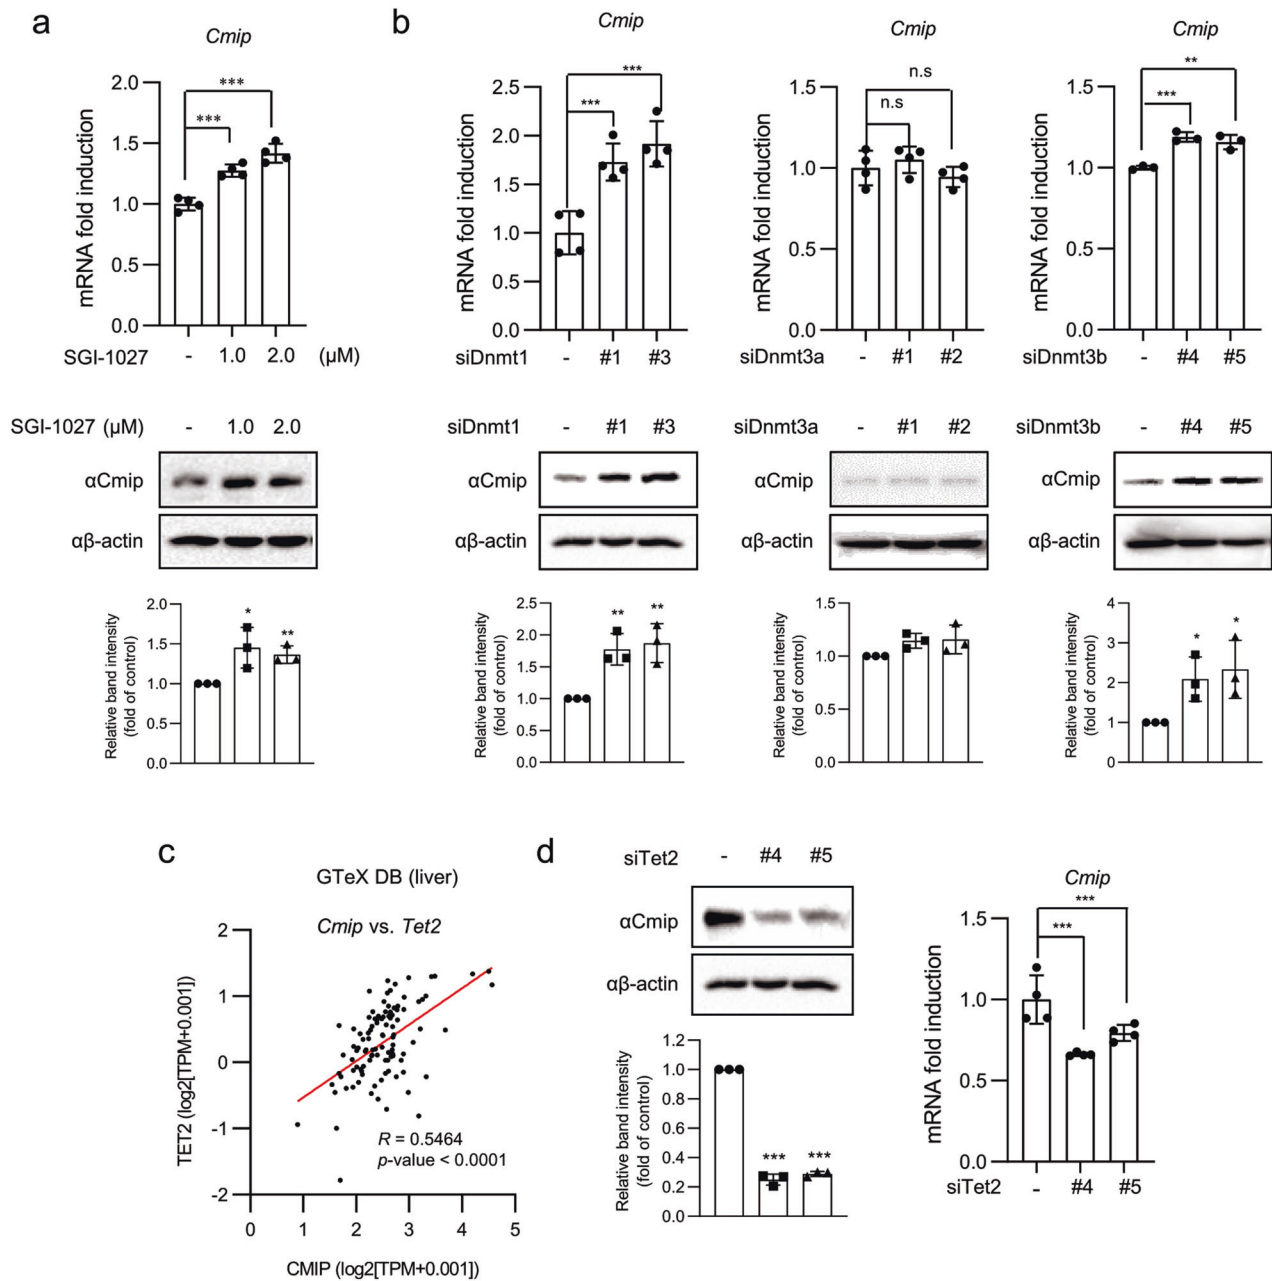 a
Cmip
mRNA fold induction
2.0
1.5
1.0
0.5
0.0
***
***
SGI-1027 - 1.0 2.0 (µM)
SGI-1027 (µM) - 1.0 2.0
αCmip
αβ-actin
Relative band intensity
(fold of control)
2.0
1.5
1.0
0.5
0.0
*
**
b
Cmip
mRNA fold induction
2.5
2.0
1.5
1.0
0.5
0.0
***
***
siDnmt1 - #1 #3
siDnmt1 - #1 #3
αCmip
αβ-actin
Relative band intensity
(fold of control)
2.5
2.0
1.5
1.0
0.5
0.0
**
**
Cmip
mRNA fold induction
1.5
1.0
0.5
0.0
n.s
n.s
siDnmt3a - #1 #2
siDnmt3a - #1 #2
αCmip
αβ-actin
Relative band intensity
(fold of control)
1.5
1.0
0.5
0.0
Cmip
mRNA fold induction
1.5
1.0
0.5
0.0
**
***
siDnmt3b - #4 #5
siDnmt3b - #4 #5
αCmip
αβ-actin
Relative band intensity
(fold of control)
4
3
2
1
0
*
*
c
GTeX DB (liver)
Cmip vs. Tet2
TET2 (log2[TPM+0.001])
2
1
0
-1
-2
R = 0.5464
p-value < 0.0001
0 1 2 3 4 5
CMIP (log2[TPM+0.001])
d
siTet2 - #4 #5
αCmip
αβ-actin
Relative band intensity
(fold of control)
1.2
1.0
0.8
0.6
0.4
0.2
0.0
***
***
Cmip
mRNA fold induction
1.5
1.0
0.5
0.0
***
***
siTet2 - #4 #5